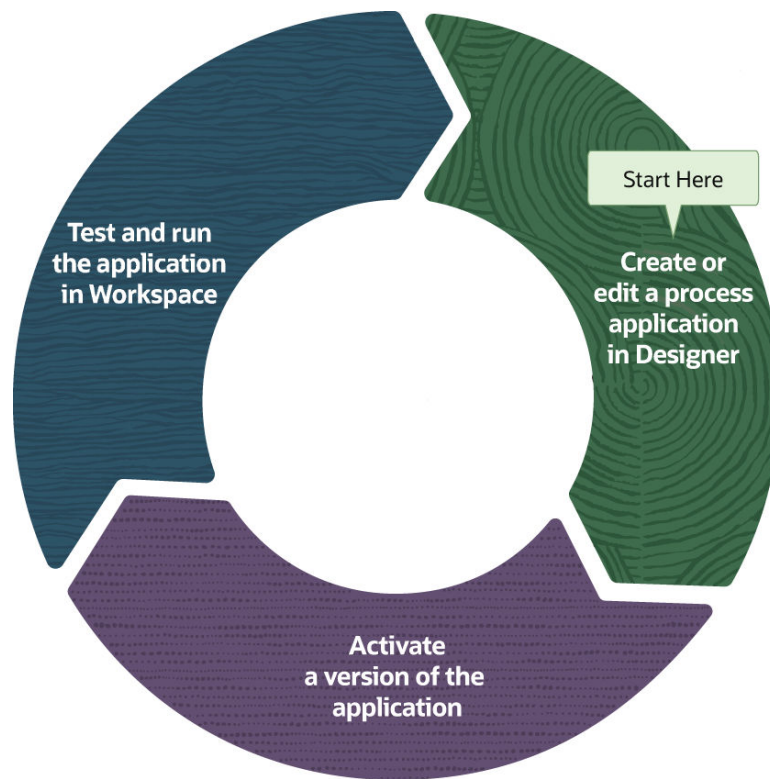 Start Here
Create or
edit a process
application
in Designer
Activate
a version of the
application
Test and run
the application
in Workspace